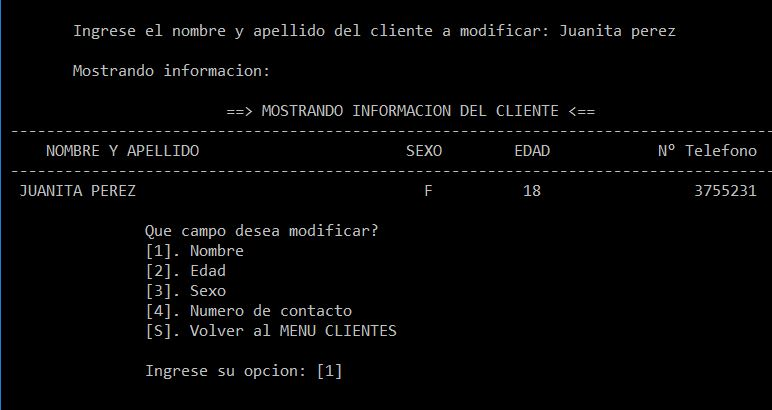 Ingrese el nombre y apellido del cliente a modificar: Juanita perez
Mostrando informacion:
==> MOSTRANDO INFORMACION DEL CLIENTE <==
-------------------------------------------------------------------------------------
NOMBRE Y APELLIDO SEXO EDAD Nº Telefono
-------------------------------------------------------------------------------------
JUANITA PEREZ F 18 3755231
Que campo desea modificar?
[1]. Nombre
[2]. Edad
[3]. Sexo
[4]. Numero de contacto
[S]. Volver al MENU CLIENTES
Ingrese su opcion: [1]